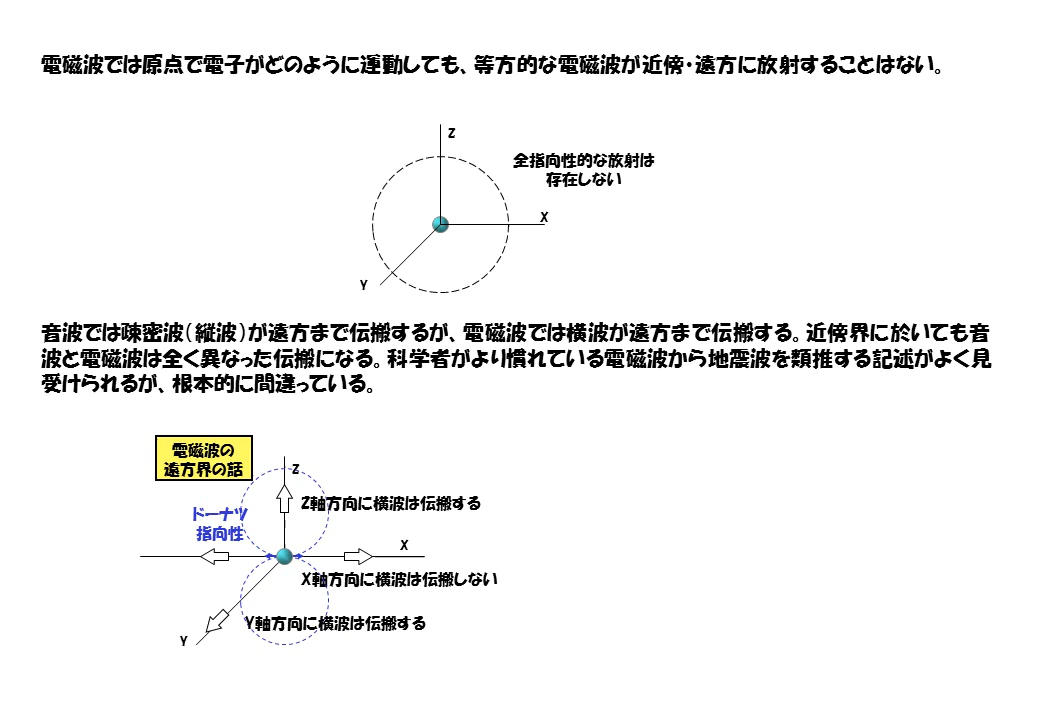 電磁波では原点で電子がどのように運動しても、等方的な電磁波が近傍・遠方に放射することはない。
Z
全指向性的な放射は
存在しない
X
Y
音波では疎密波（縦波）が遠方まで伝搬するが、電磁波では横波が遠方まで伝搬する。近傍界に於いても音
波と電磁波は全く異なった伝搬になる。科学者がより慣れている電磁波から地震波を類推する記述がよく見
受けられるが、根本的に間違っている。
電磁波の
遠方界の話
Z
Z軸方向に横波は伝搬する
ドーナツ
指向性
X
X軸方向に横波は伝搬しない
Y軸方向に横波は伝搬する
Y